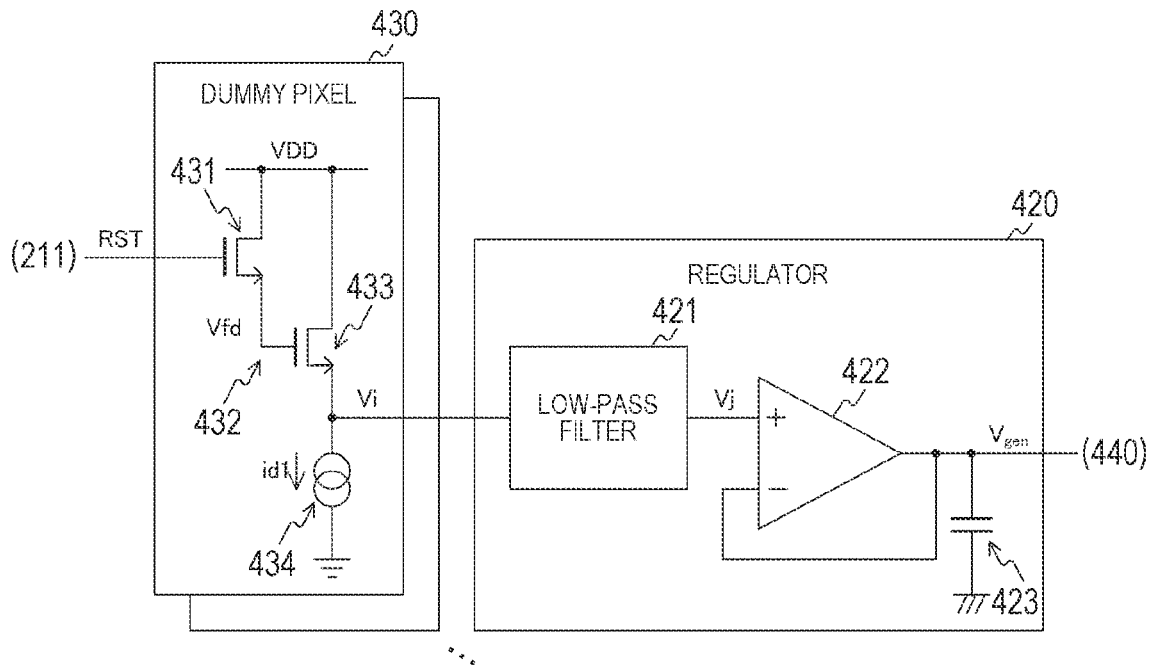 430
DUMMY PIXEL
VDD
431
RST
(211)
433
Vfd
432
Vi
id1
434
420
REGULATOR
421
LOW-PASS
FILTER
Vj
422
+
−
Vgen
(440)
423